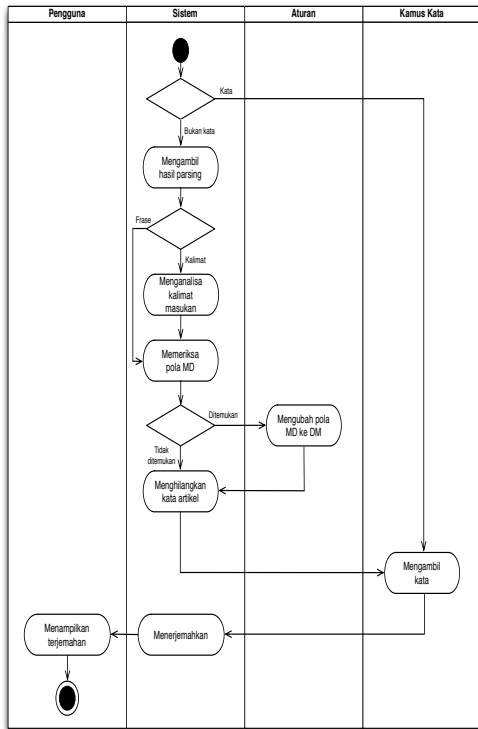 Pengguna
Sistem
Aturan
Kamus Kata
Kata
Bukan kata
Mengambil
hasil parsing
Frase
Kalimat
Menganalisa
kalimat
masukan
Memeriksa
pola MD
Ditemukan
Mengubah pola
MD ke DM
Tidak
ditemukan
Menghilangkan
kata artikel
Mengambil
kata
Menampilkan
terjemahan
Menerjemahkan